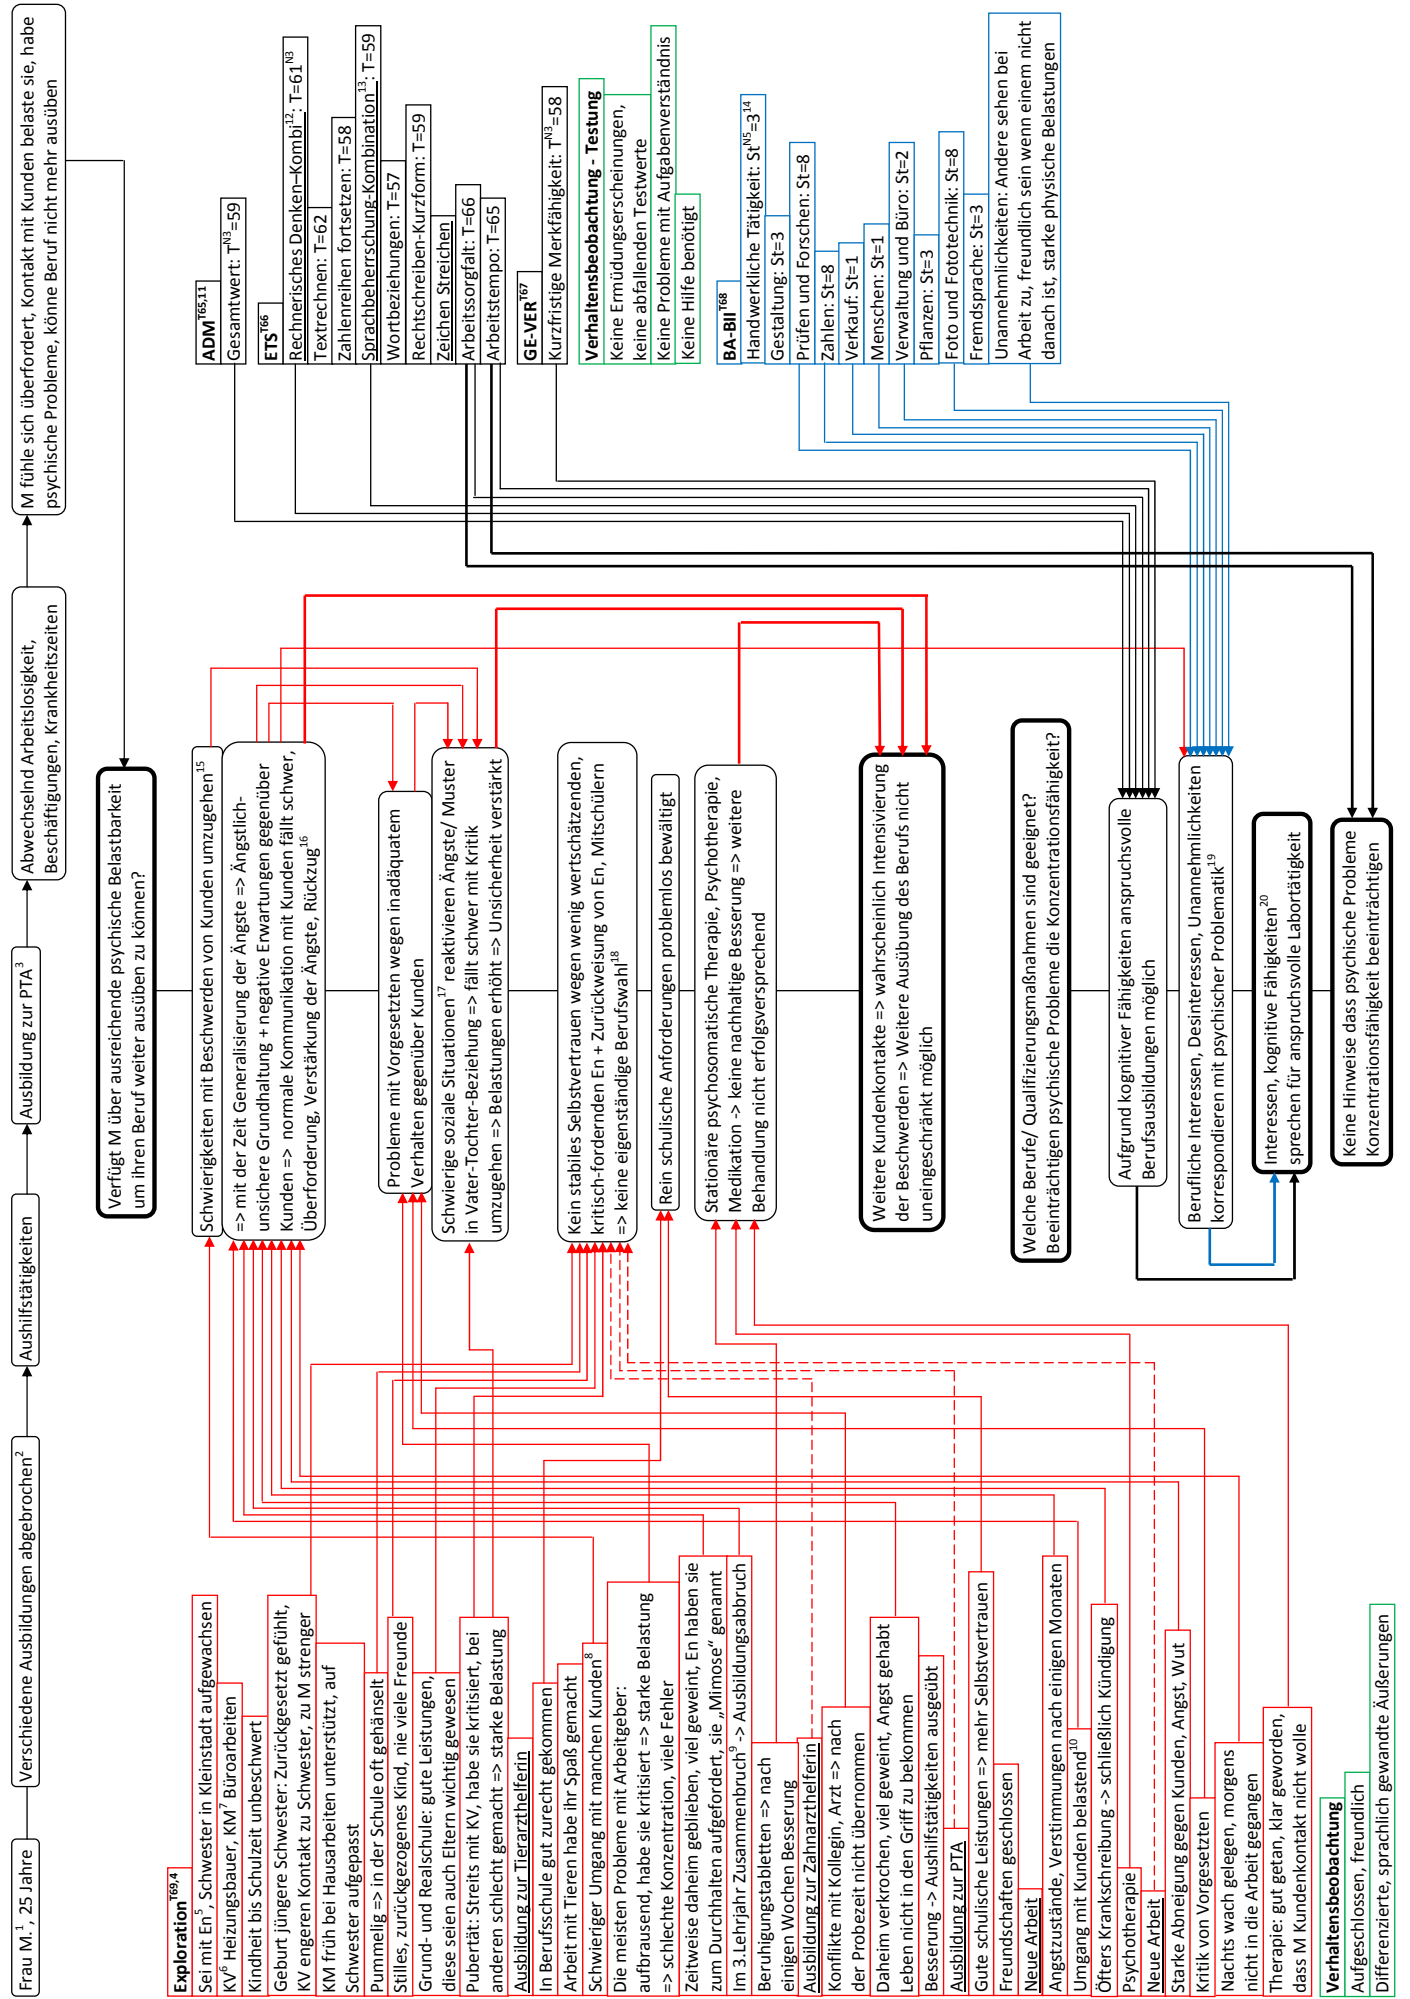 Frau M.¹, 25 Jahre
Verschiedene Ausbildungen abgebrochen²
Aushilfstätigkeiten
Ausbildung zur PTA³
Abwechselnd Arbeitslosigkeit,
Beschäftigungen, Krankheitszeiten
M fühle sich überfordert, Kontakt mit Kunden belaste sie, habe
psychische Probleme, könne Beruf nicht mehr ausüben
Exploration^T69,4
Sei mit En⁵, Schwester in Kleinstadt aufgewachsen
KV⁶ Heizungsbauer, KM⁷ Büroarbeiten
Kindheit bis Schulzeit unbeschwert
Geburt jüngere Schwester: Zurückgesetzt gefühlt,
KV engeren Kontakt zu Schwester, zu M strenger
KM früh bei Hausarbeiten unterstützt, auf
Schwester aufgepasst
Pummelig => in der Schule oft gehänselt
Stilles, zurückgezogenes Kind, nie viele Freunde
Grund- und Realschule: gute Leistungen,
diese seien auch Eltern wichtig gewesen
Pubertät: Streits mit KV, habe sie kritisiert, bei
anderen schlecht gemacht => starke Belastung
Ausbildung zur Tierarzthelferin
In Berufsschule gut zurecht gekommen
Arbeit mit Tieren habe ihr Spaß gemacht
Schwieriger Umgang mit manchen Kunden⁸
Die meisten Probleme mit Arbeitgeber:
aufbrausend, habe sie kritisiert => starke Belastung
=> schlechte Konzentration, viele Fehler
Zeitweise daheim geblieben, viel geweint, En haben sie
zum Durchhalten aufgefordert, sie „Mimose“ genannt
Im 3.Lehrjahr Zusammenbruch⁹ -> Ausbildungsabbruch
Beruhigungstabletten => nach
einigen Wochen Besserung
Ausbildung zur Zahnarzthelferin
Konflikte mit Kollegin, Arzt => nach
der Probezeit nicht übernommen
Daheim verkrochen, viel geweint, Angst gehabt
Leben nicht in den Griff zu bekommen
Besserung -> Aushilfstätigkeiten ausgeübt
Ausbildung zur PTA
Gute schulische Leistungen => mehr Selbstvertrauen
Freundschaften geschlossen
Neue Arbeit
Angstzustände, Verstimmungen nach einigen Monaten
Umgang mit Kunden belastend¹⁰
Öfters Krankschreibung -> schließlich Kündigung
Psychotherapie
Neue Arbeit
Starke Abneigung gegen Kunden, Angst, Wut
Kritik von Vorgesetzten
Nachts wach gelegen, morgens
nicht in die Arbeit gegangen
Therapie: gut getan, klar geworden,
dass M Kundenkontakt nicht wolle
Verhaltensbeobachtung
Aufgeschlossen, freundlich
Differenzierte, sprachlich gewandte Äußerungen
Verfügt M über ausreichende psychische Belastbarkeit
um ihren Beruf weiter ausüben zu können?
Schwierigkeiten mit Beschwerden von Kunden umzugehen¹⁵
=> mit der Zeit Generalisierung der Ängste => Ängstlich-
unsichere Grundhaltung + negative Erwartungen gegenüber
Kunden => normale Kommunikation mit Kunden fällt schwer,
Überforderung, Verstärkung der Ängste, Rückzug¹⁶
Probleme mit Vorgesetzten wegen inadäquatem
Verhalten gegenüber Kunden
Schwierige soziale Situationen¹⁷ reaktivieren Ängste/ Muster
in Vater-Tochter-Beziehung => fällt schwer mit Kritik
umzugehen => Belastungen erhöht => Unsicherheit verstärkt
Kein stabiles Selbstvertrauen wegen wenig wertschätzenden,
kritisch-fordernden En + Zurückweisung von En, Mitschülern
=> keine eigenständige Berufswahl¹⁸
Rein schulische Anforderungen problemlos bewältigt
Stationäre psychosomatische Therapie, Psychotherapie,
Medikation -> keine nachhaltige Besserung => weitere
Behandlung nicht erfolgsversprechend
Weitere Kundenkontakte => wahrscheinlich Intensivierung
der Beschwerden => Weitere Ausübung des Berufs nicht
uneingeschränkt möglich
Welche Berufe/ Qualifizierungsmaßnahmen sind geeignet?
Beeinträchtigen psychische Probleme die Konzentrationsfähigkeit?
Aufgrund kognitiver Fähigkeiten anspruchsvolle
Berufsausbildungen möglich
Berufliche Interessen, Desinteressen, Unannehmlichkeiten
korrespondieren mit psychischer Problematik¹⁹
Interessen, kognitive Fähigkeiten²⁰
sprechen für anspruchsvolle Labortätigkeit
Keine Hinweise dass psychische Probleme
Konzentrationsfähigkeit beeinträchtigen
ADM^T65,11
Gesamtwert: T^N3=59
ETS^T66
Rechnerisches Denken–Kombi¹²: T=61^N3
Textrechnen: T=62
Zahlenreihen fortsetzen: T=58
Sprachbeherrschung-Kombination¹³: T=59
Wortbeziehungen: T=57
Rechtschreiben-Kurzform: T=59
Zeichen Streichen
Arbeitssorgfalt: T=66
Arbeitstempo: T=65
GE-VER^T67
Kurzfristige Merkfähigkeit: T^N3=58
Verhaltensbeobachtung - Testung
Keine Ermüdungserscheinungen,
keine abfallenden Testwerte
Keine Probleme mit Aufgabenverständnis
Keine Hilfe benötigt
BA-BII^T68
Handwerkliche Tätigkeit: St^N5=3¹⁴
Gestaltung: St=3
Prüfen und Forschen: St=8
Zahlen: St=8
Verkauf: St=1
Menschen: St=1
Verwaltung und Büro: St=2
Pflanzen: St=3
Foto und Fototechnik: St=8
Fremdsprache: St=3
Unannehmlichkeiten: Andere sehen bei
Arbeit zu, freundlich sein wenn einem nicht
danach ist, starke physische Belastungen